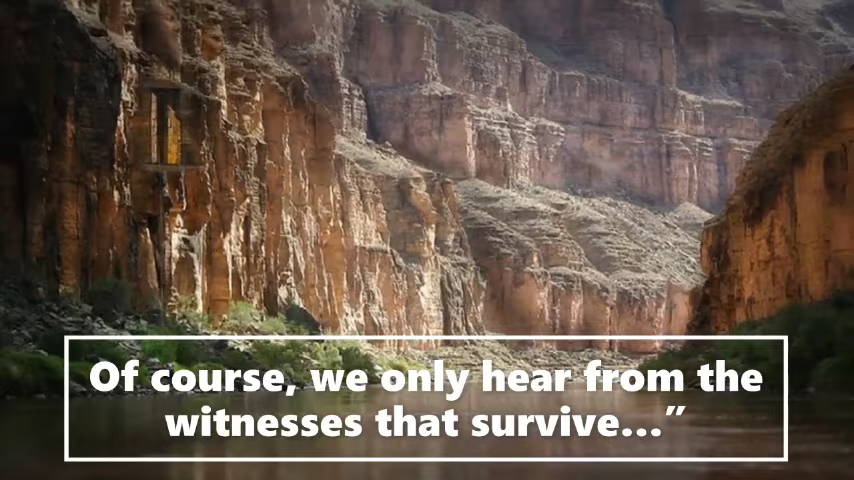 Of course, we only hear from the
witnesses that survive...”